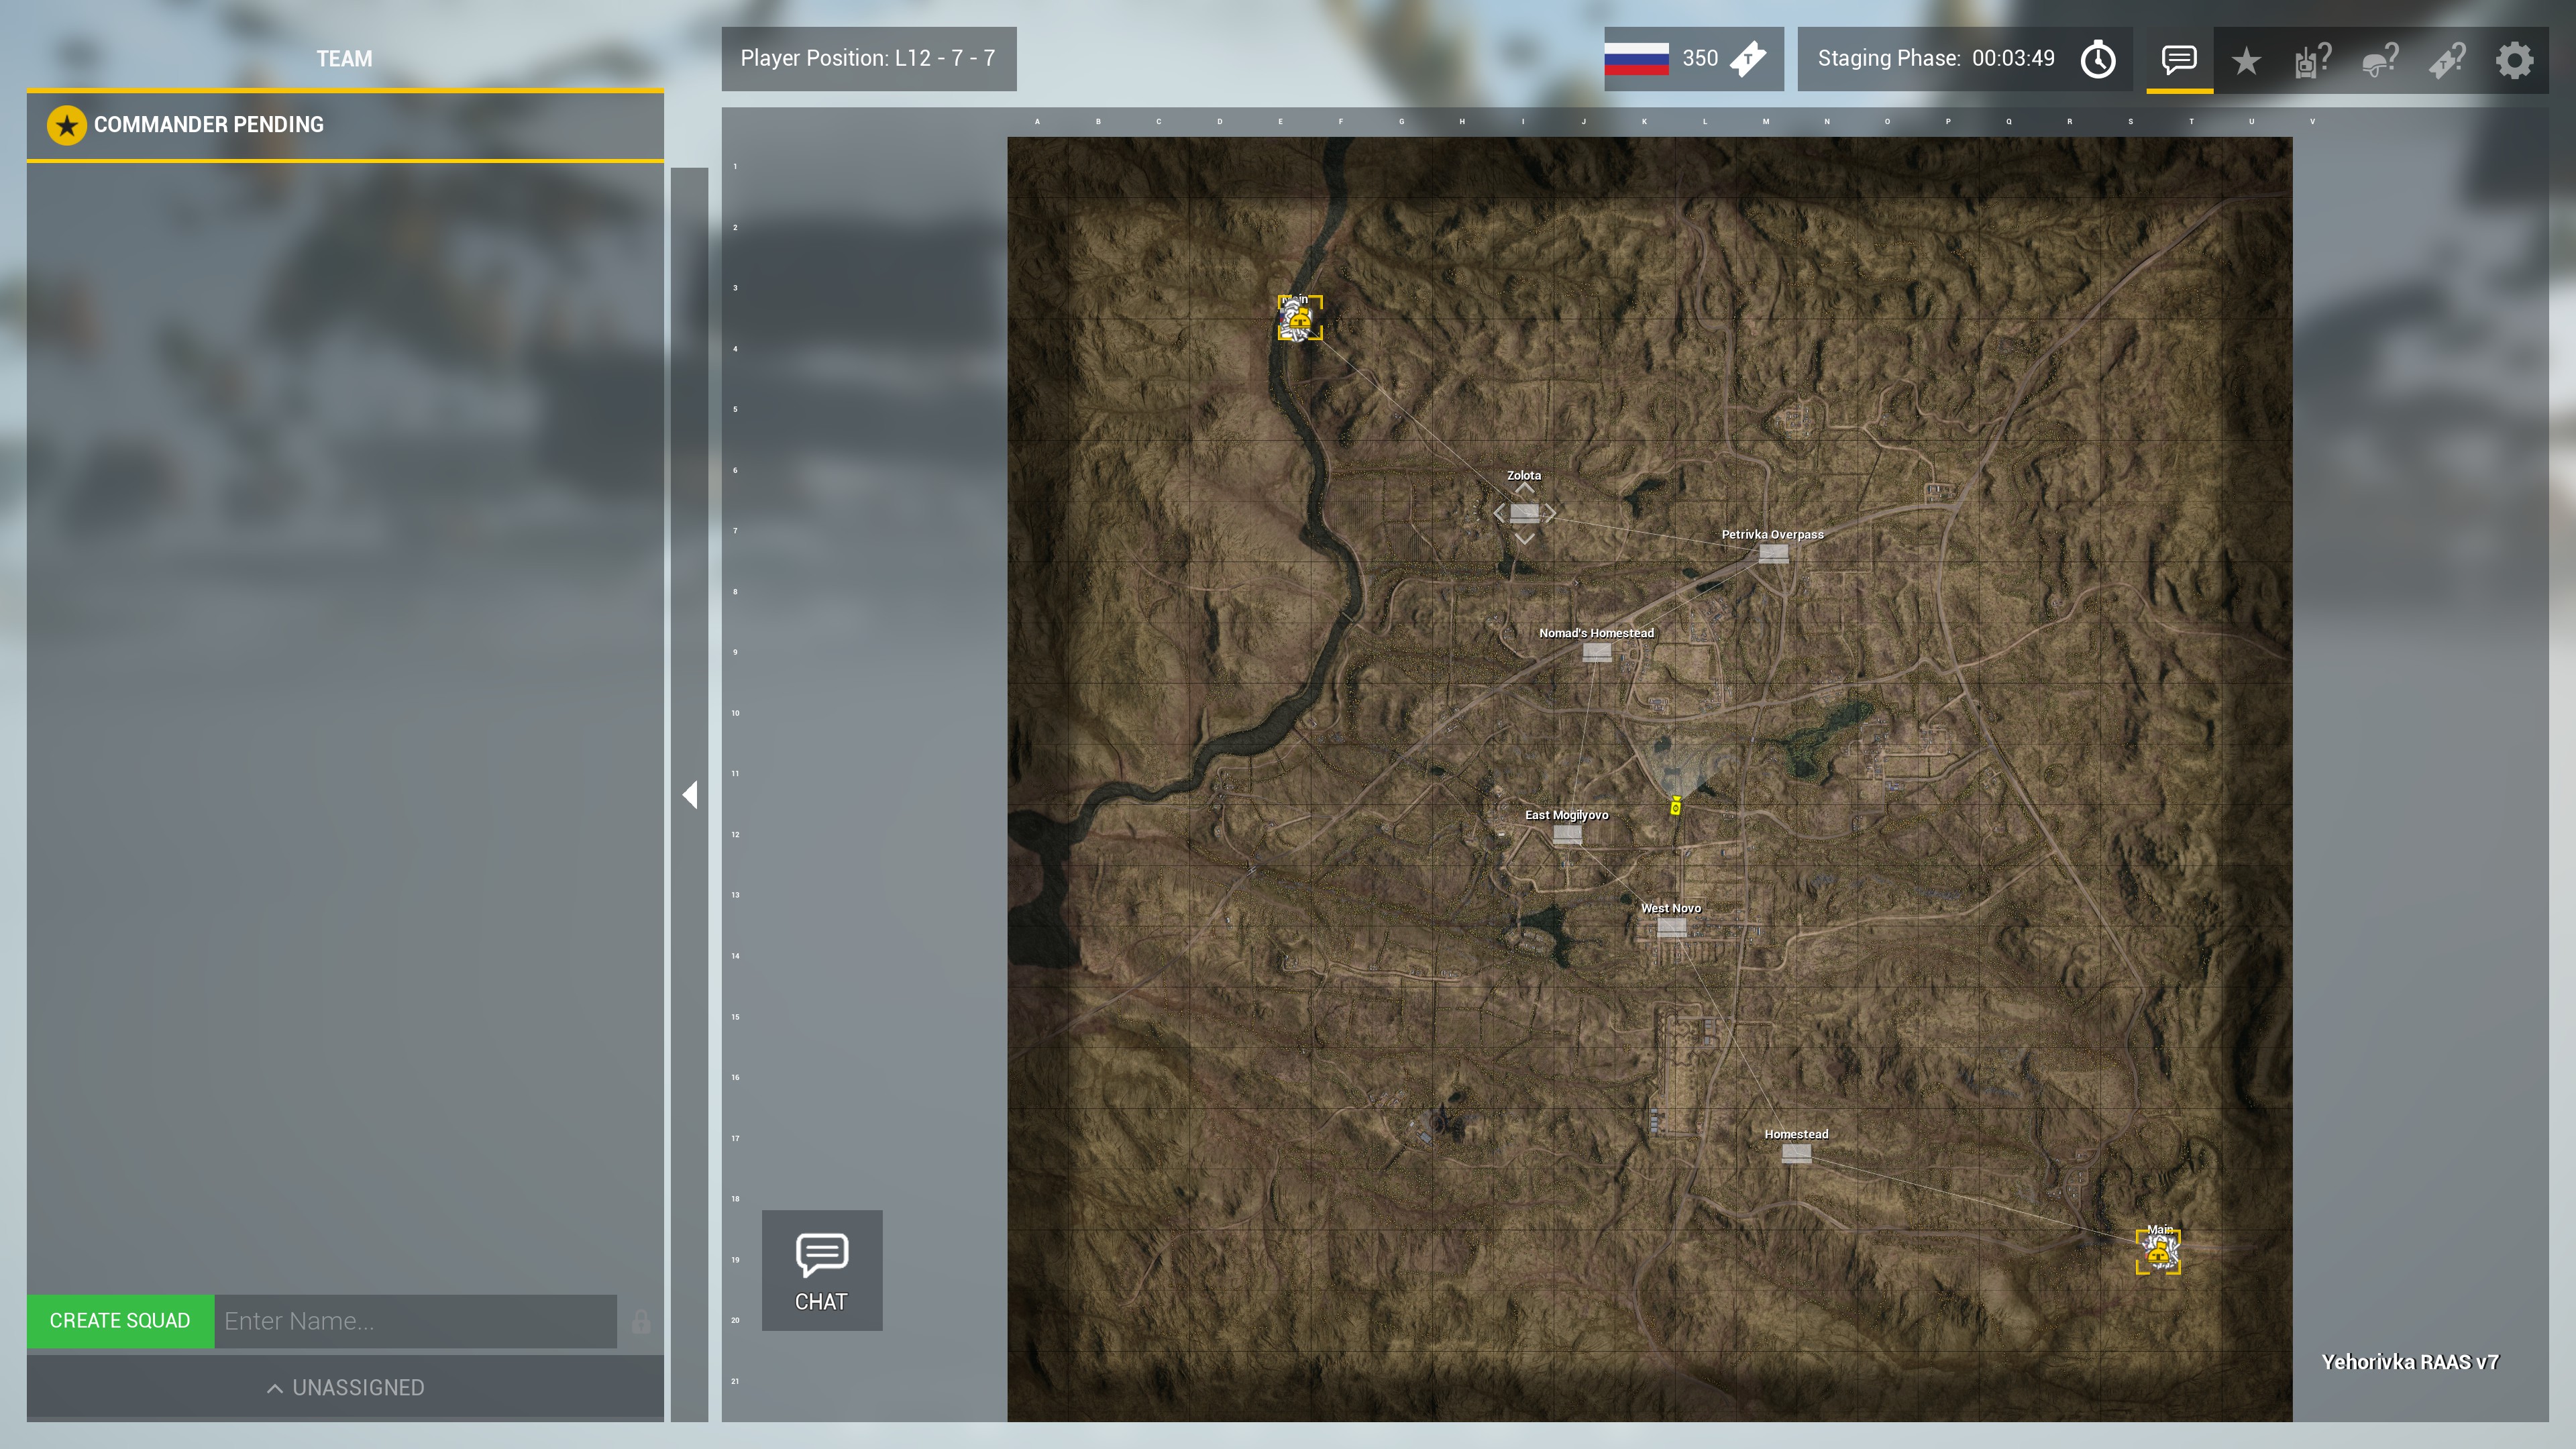 TEAM
Player Position: L12 - 7 - 7
350
T
Staging Phase: 00:03:49
COMMANDER PENDING
A B C D E F G H I J K L M N O P Q R S T U V
1
2
3
Main
4
5
6
Zolota
7
Petrivka Overpass
8
Nomad's Homestead
9
10
11
East Mogilyovo
12
13
West Novo
14
15
16
17
Homestead
18
Main
19
CHAT
20
CREATE SQUAD Enter Name...
Yehorivka RAAS v7
21
UNASSIGNED